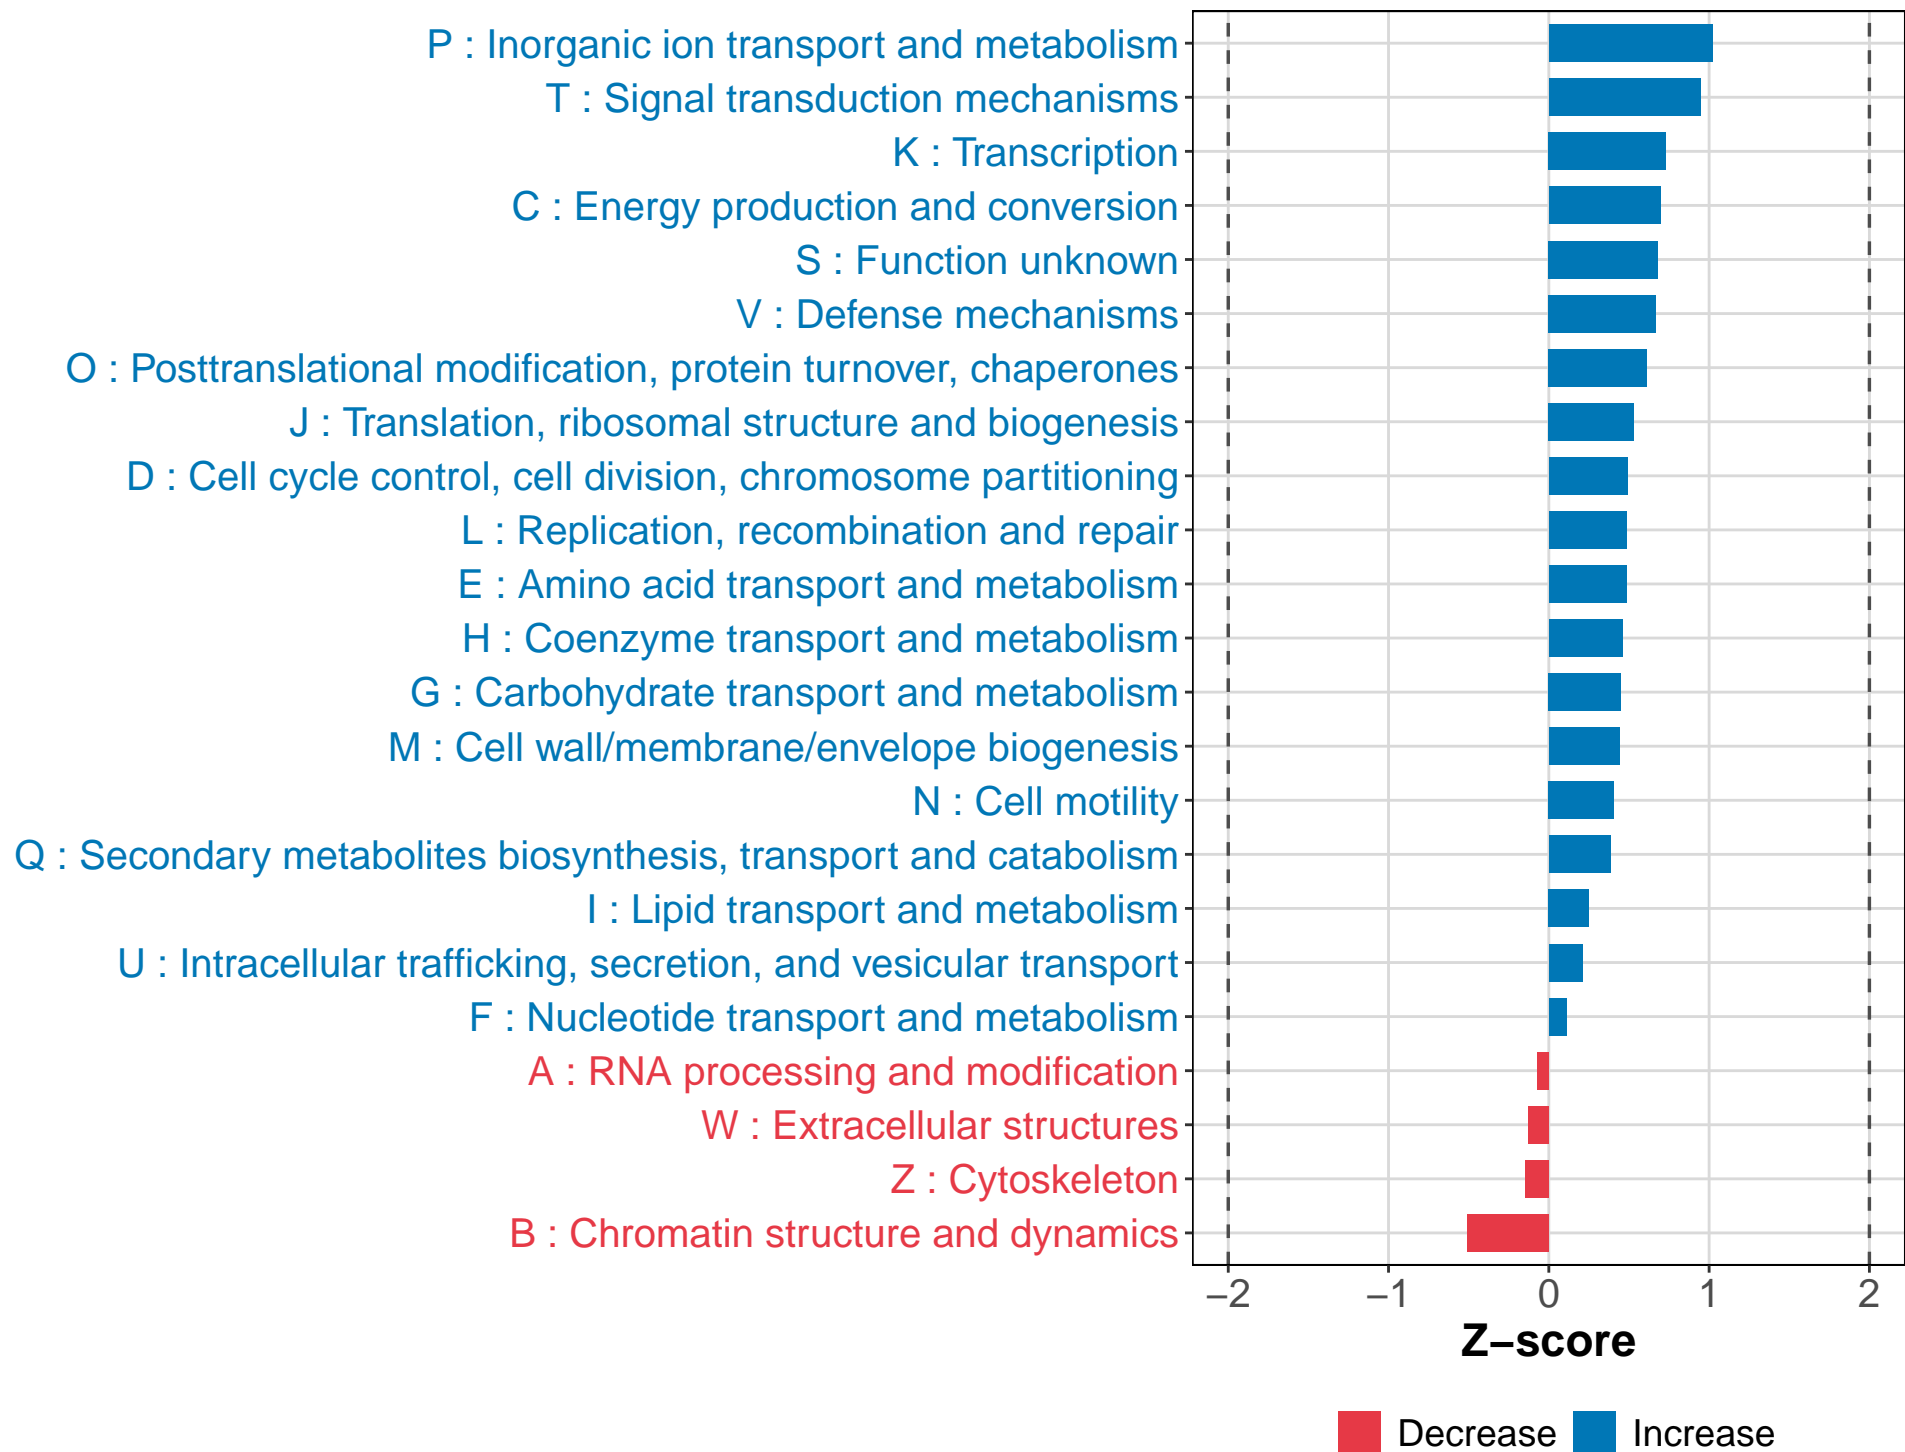 P : Inorganic ion transport and metabolism
T : Signal transduction mechanisms
K : Transcription
C : Energy production and conversion
S : Function unknown
V : Defense mechanisms
O : Posttranslational modification, protein turnover, chaperones
J : Translation, ribosomal structure and biogenesis
D : Cell cycle control, cell division, chromosome partitioning
L : Replication, recombination and repair
E : Amino acid transport and metabolism
H : Coenzyme transport and metabolism
G : Carbohydrate transport and metabolism
M : Cell wall/membrane/envelope biogenesis
N : Cell motility
Q : Secondary metabolites biosynthesis, transport and catabolism
I : Lipid transport and metabolism
U : Intracellular trafficking, secretion, and vesicular transport
F : Nucleotide transport and metabolism
A : RNA processing and modification
W : Extracellular structures
Z : Cytoskeleton
B : Chromatin structure and dynamics
−2 −1 0 1 2
Z−score
Decrease Increase